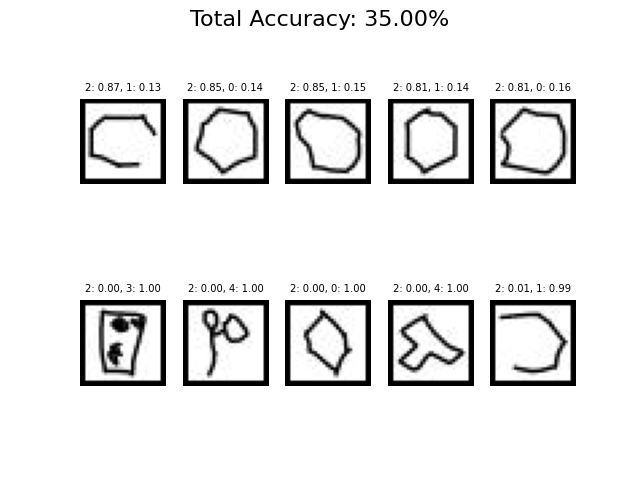 Total Accuracy: 35.00%
2: 0.87, 1: 0.13
2: 0.85, 0: 0.14
2: 0.85, 1: 0.15
2: 0.81, 1: 0.14
2: 0.81, 0: 0.16
2: 0.00, 3: 1.00
2: 0.00, 4: 1.00
2: 0.00, 0: 1.00
2: 0.00, 4: 1.00
2: 0.01, 1: 0.99